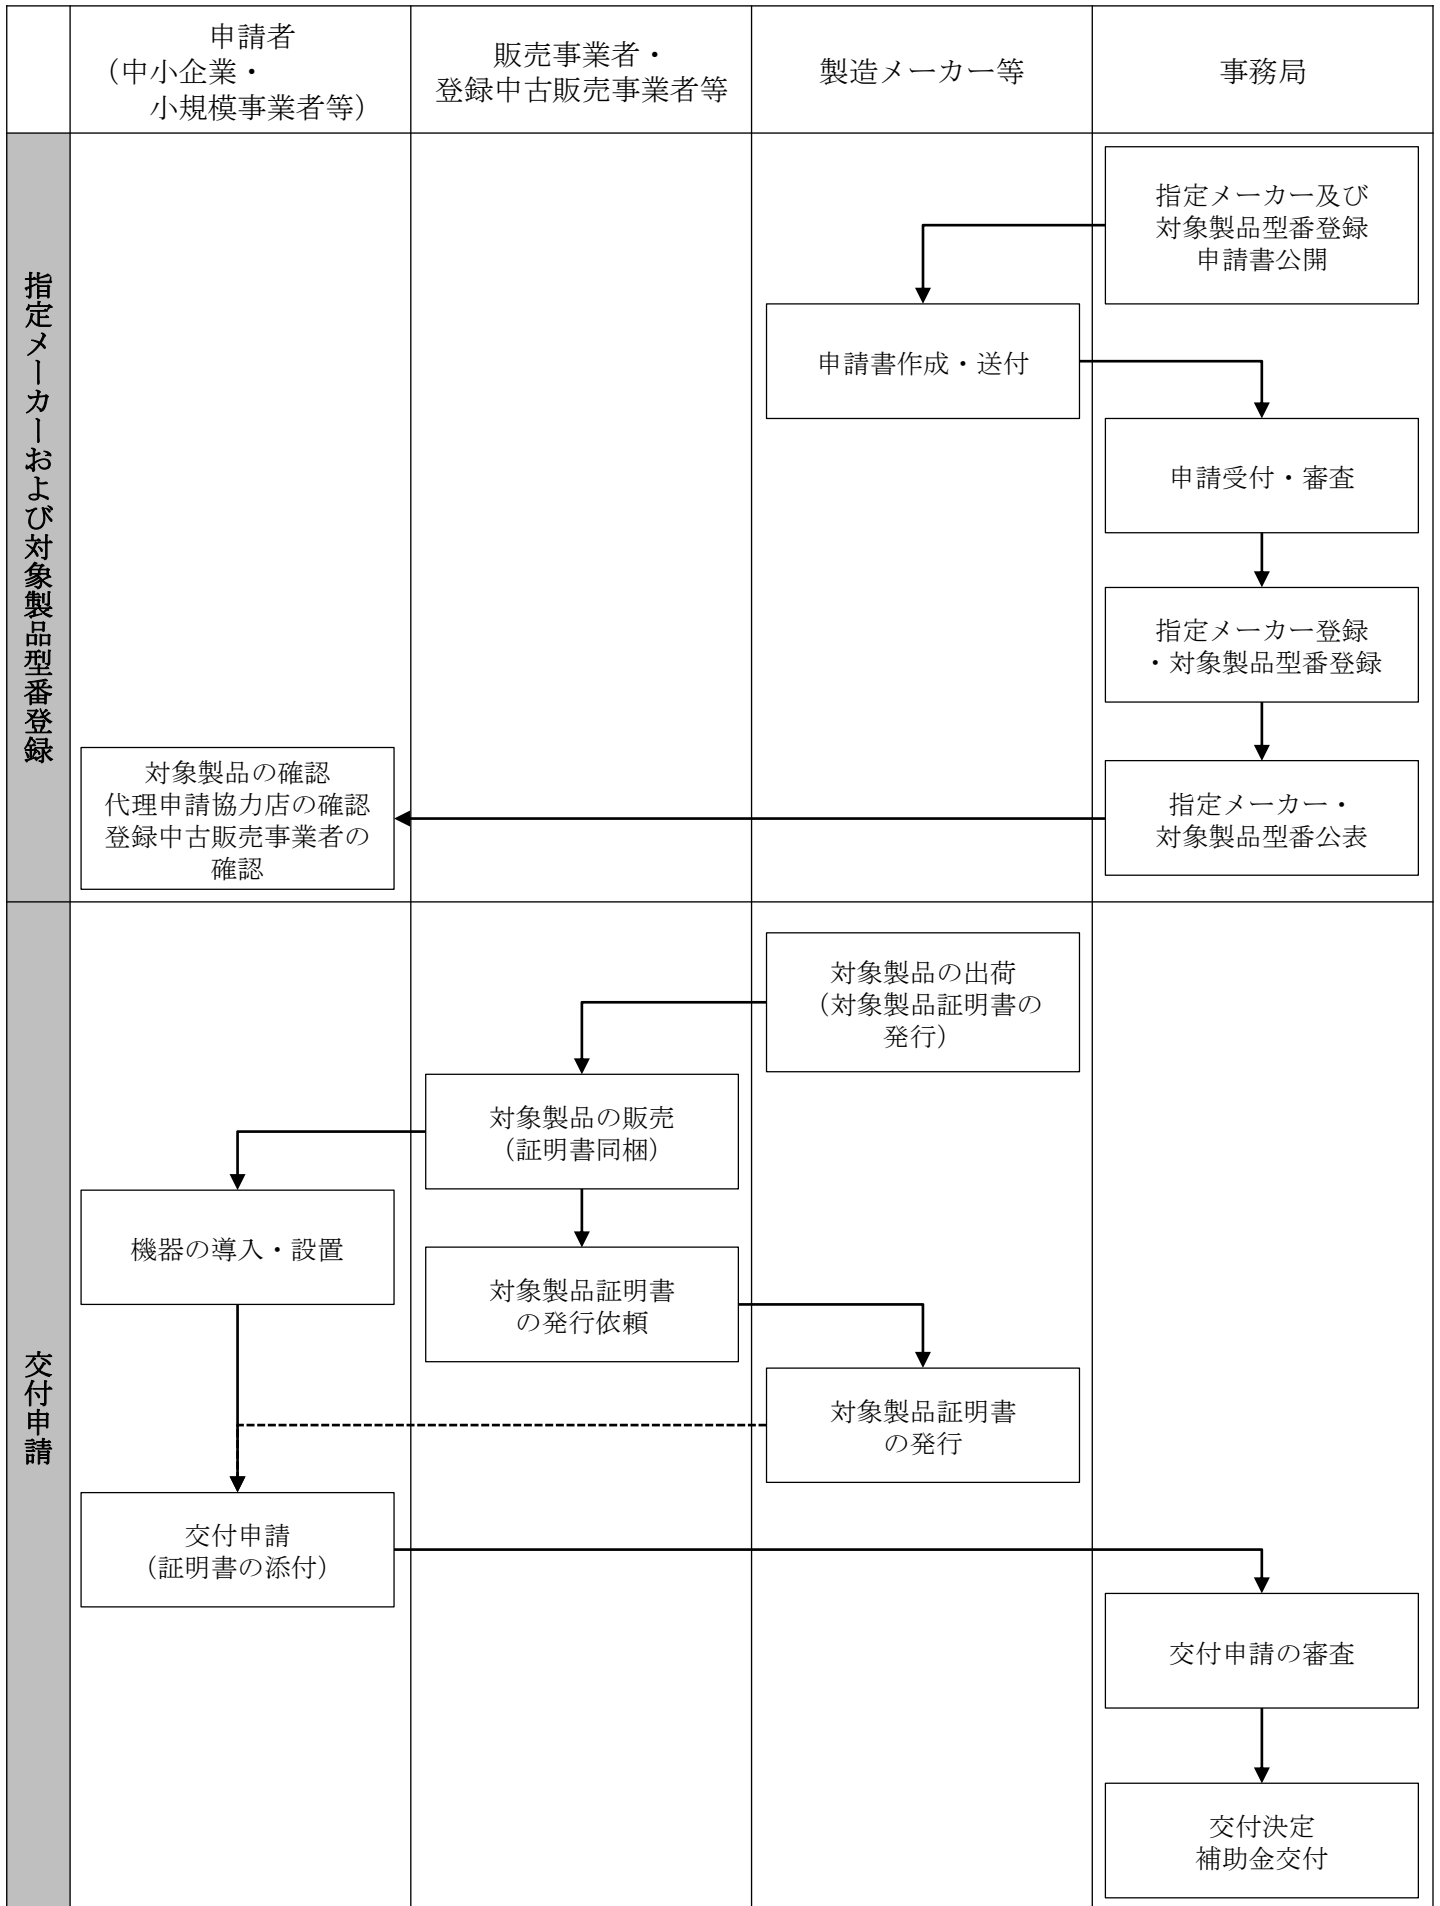 申請者
（中小企業・
小規模事業者等）
販売事業者・
登録中古販売事業者等
製造メーカー等
事務局
指定メーカーおよび対象製品型番登録
指定メーカー及び
対象製品型番登録
申請書公開
申請書作成・送付
申請受付・審査
指定メーカー登録
・対象製品型番登録
指定メーカー・
対象製品型番公表
対象製品の確認
代理申請協力店の確認
登録中古販売事業者の
確認
交付申請
対象製品の出荷
（対象製品証明書の
発行）
対象製品の販売
（証明書同梱）
機器の導入・設置
対象製品証明書
の発行依頼
対象製品証明書
の発行
交付申請
（証明書の添付）
交付申請の審査
交付決定
補助金交付